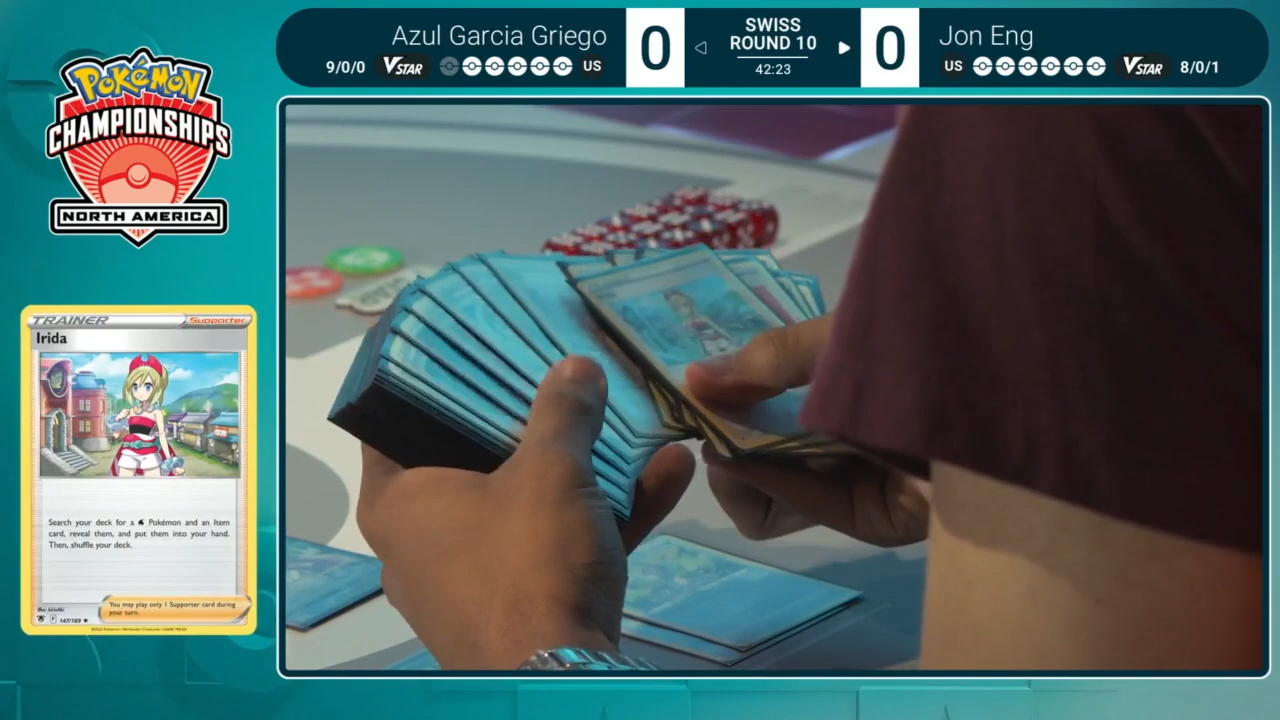 Azul Garcia Griego
9/0/0 VSTAR US
0
SWISS
ROUND 10
42:23
0
Jon Eng
US VSTAR 8/0/1
Pokémon
CHAMPIONSHIPS
NORTH AMERICA
TRAINER Supporter
Irida
Search your deck for a Pokémon and an Item
card, reveal them, and put them into your hand.
Then, shuffle your deck.
You may play only 1 Supporter card during
your turn.
F 147/189 ★